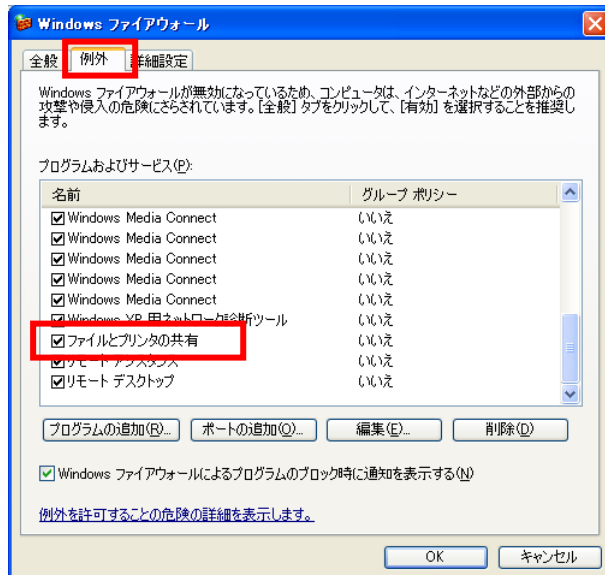 Windows ファイアウォール
全般 例外 詳細設定
Windows ファイアウォールが無効になっているため、コンピュータは、インターネットなどの外部からの
攻撃や侵入の危険にさらされています。[全般] タブをクリックして、[有効] を選択することを推奨し
ます。
プログラムおよびサービス(P):
名前 グループ ポリシー
Windows Media Connect いいえ
Windows Media Connect いいえ
Windows Media Connect いいえ
Windows Media Connect いいえ
Windows Media Connect いいえ
Windows XP 用ネットワーク診断ツール いいえ
ファイルとプリンタの共有 いいえ
リモート アシスタンス いいえ
リモート デスクトップ いいえ
プログラムの追加(R)... ポートの追加(O)... 編集(E)... 削除(D)
Windows ファイアウォールによるプログラムのブロック時に通知を表示する(N)
例外を許可することの危険の詳細を表示します。
OK キャンセル